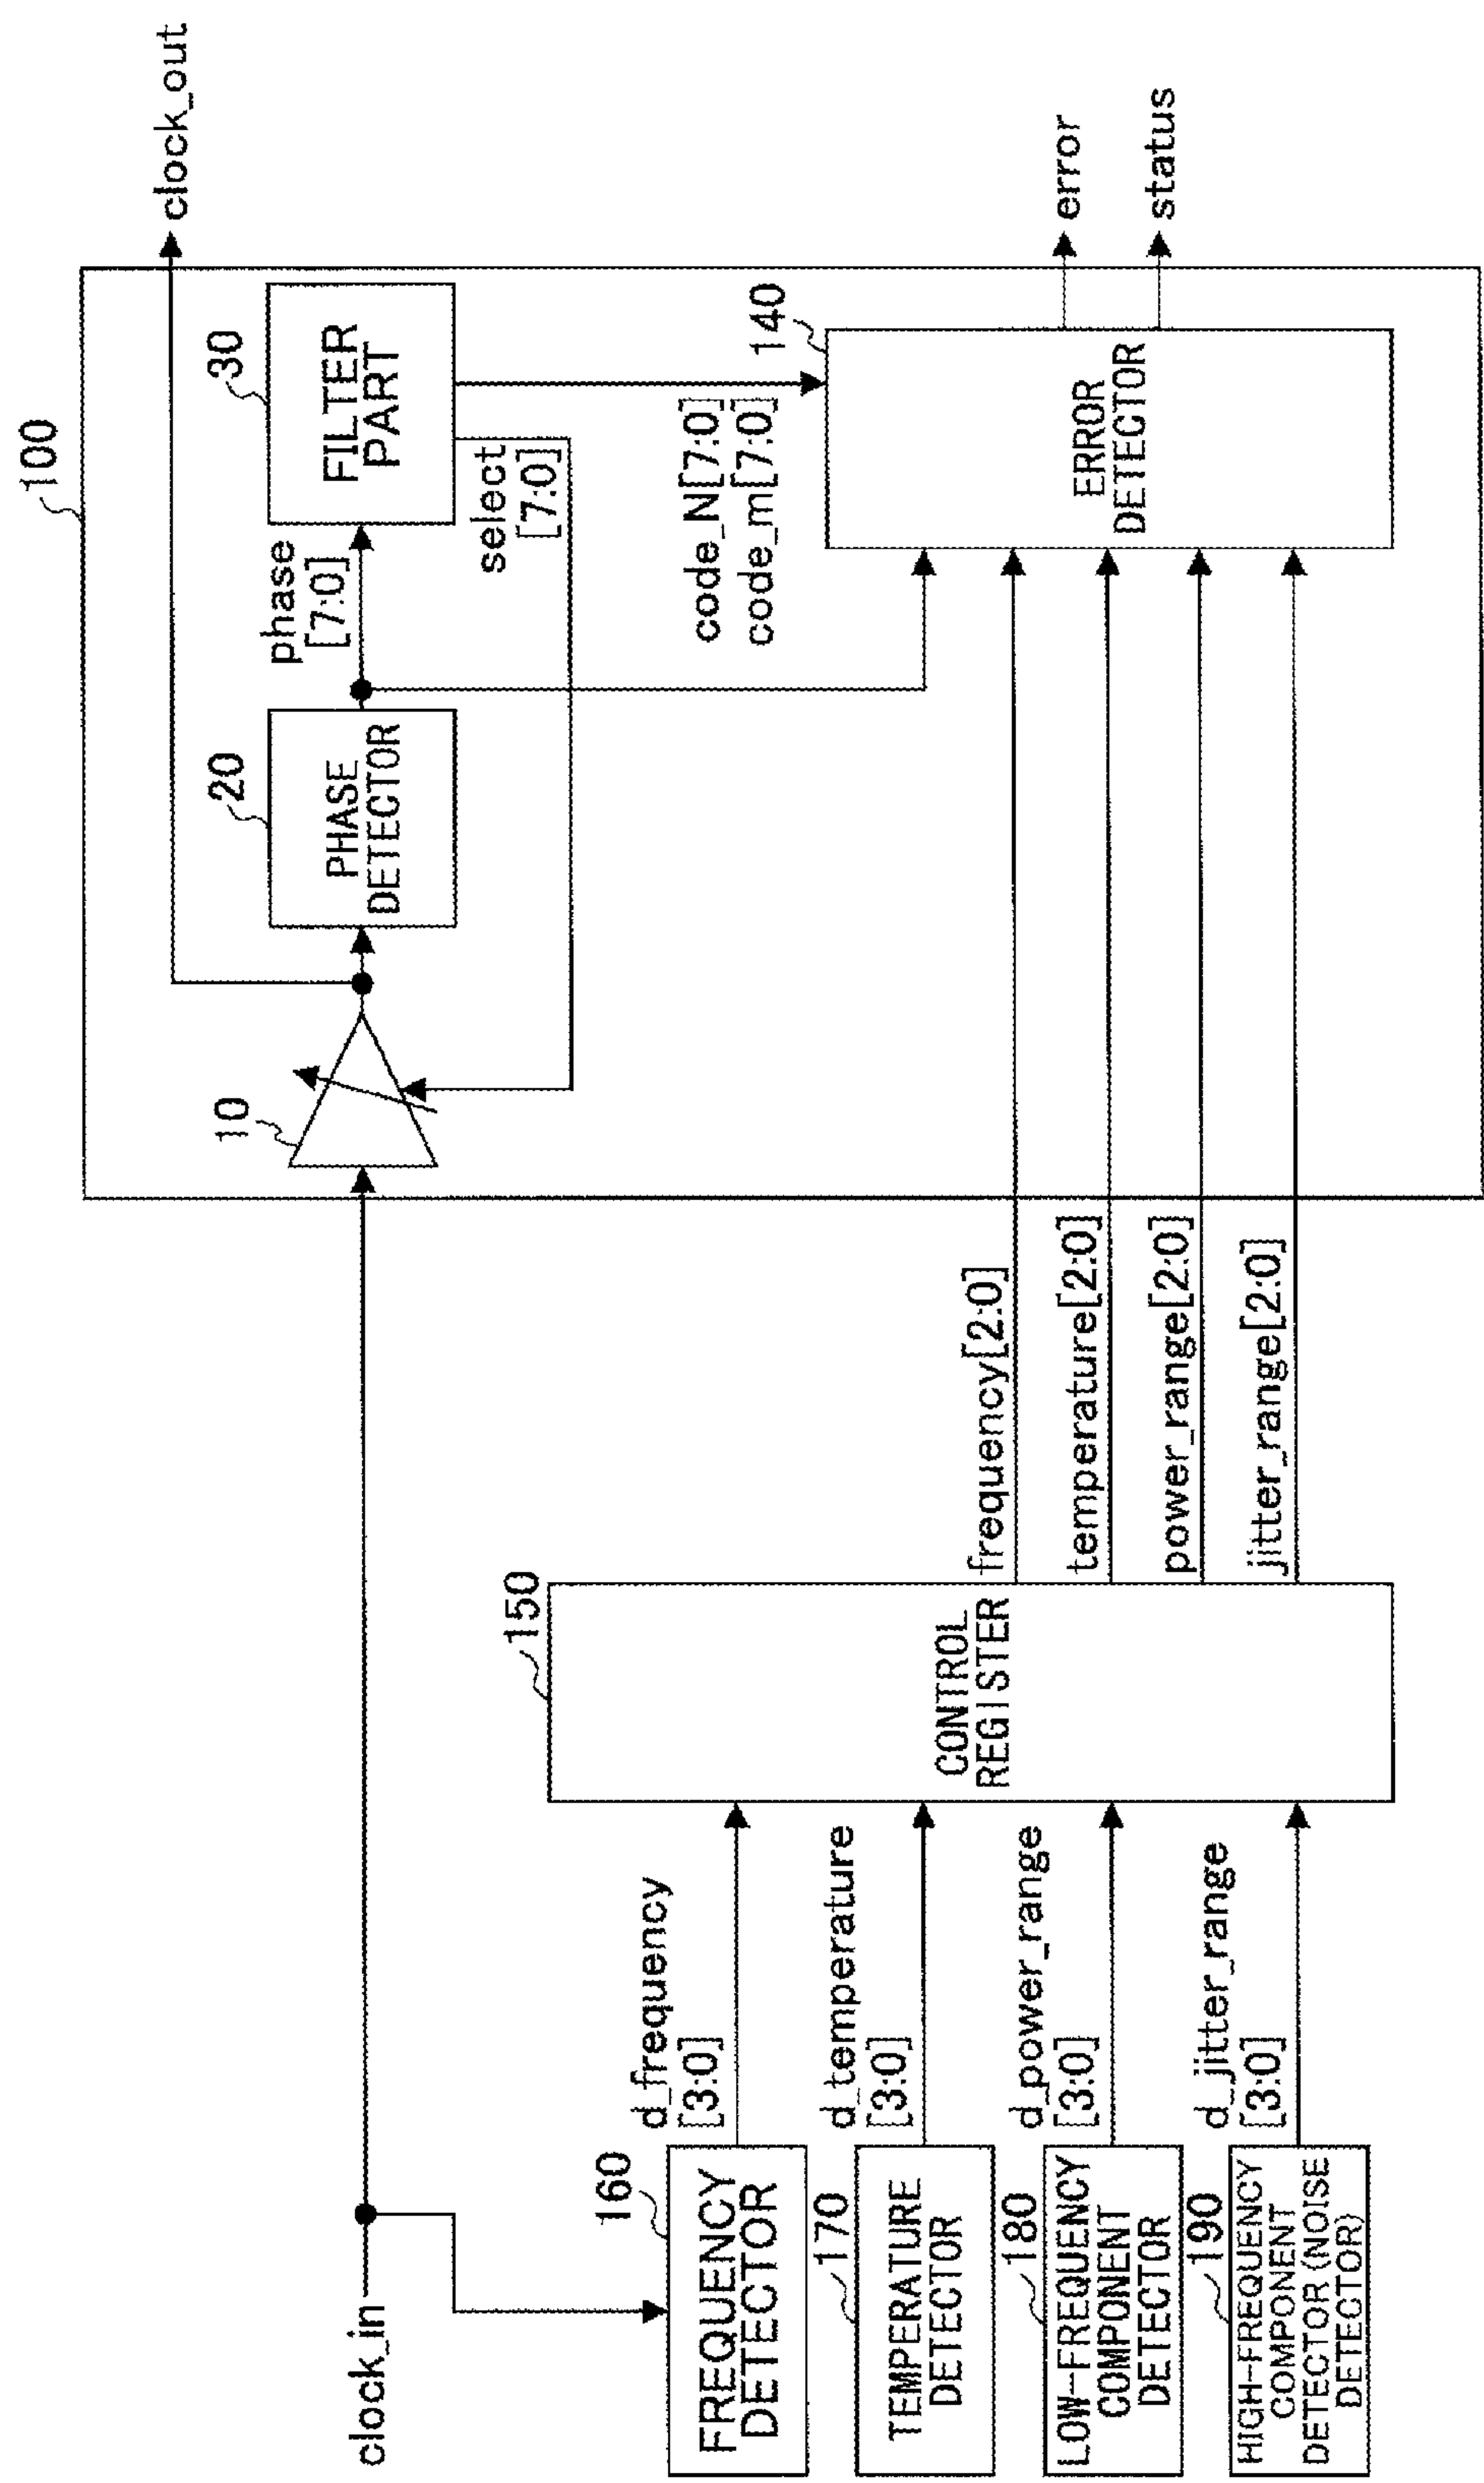 100
clock_out
10
20
PHASE
DETECTOR
phase
[7:0]
30
FILTER
PART
select
[7:0]
code_N[7:0]
code_m[7:0]
140
ERROR
DETECTOR
error
status
clock_in
150
CONTROL
REGISTER
frequency[2:0]
temperature[2:0]
power_range[2:0]
jitter_range[2:0]
160
FREQUENCY
DETECTOR
d_frequency
[3:0]
170
TEMPERATURE
DETECTOR
d_temperature
[3:0]
180
LOW-FREQUENCY
COMPONENT
DETECTOR
d_power_range
[3:0]
190
HIGH-FREQUENCY
COMPONENT
DETECTOR (NOISE
DETECTOR)
d_jitter_range
[3:0]